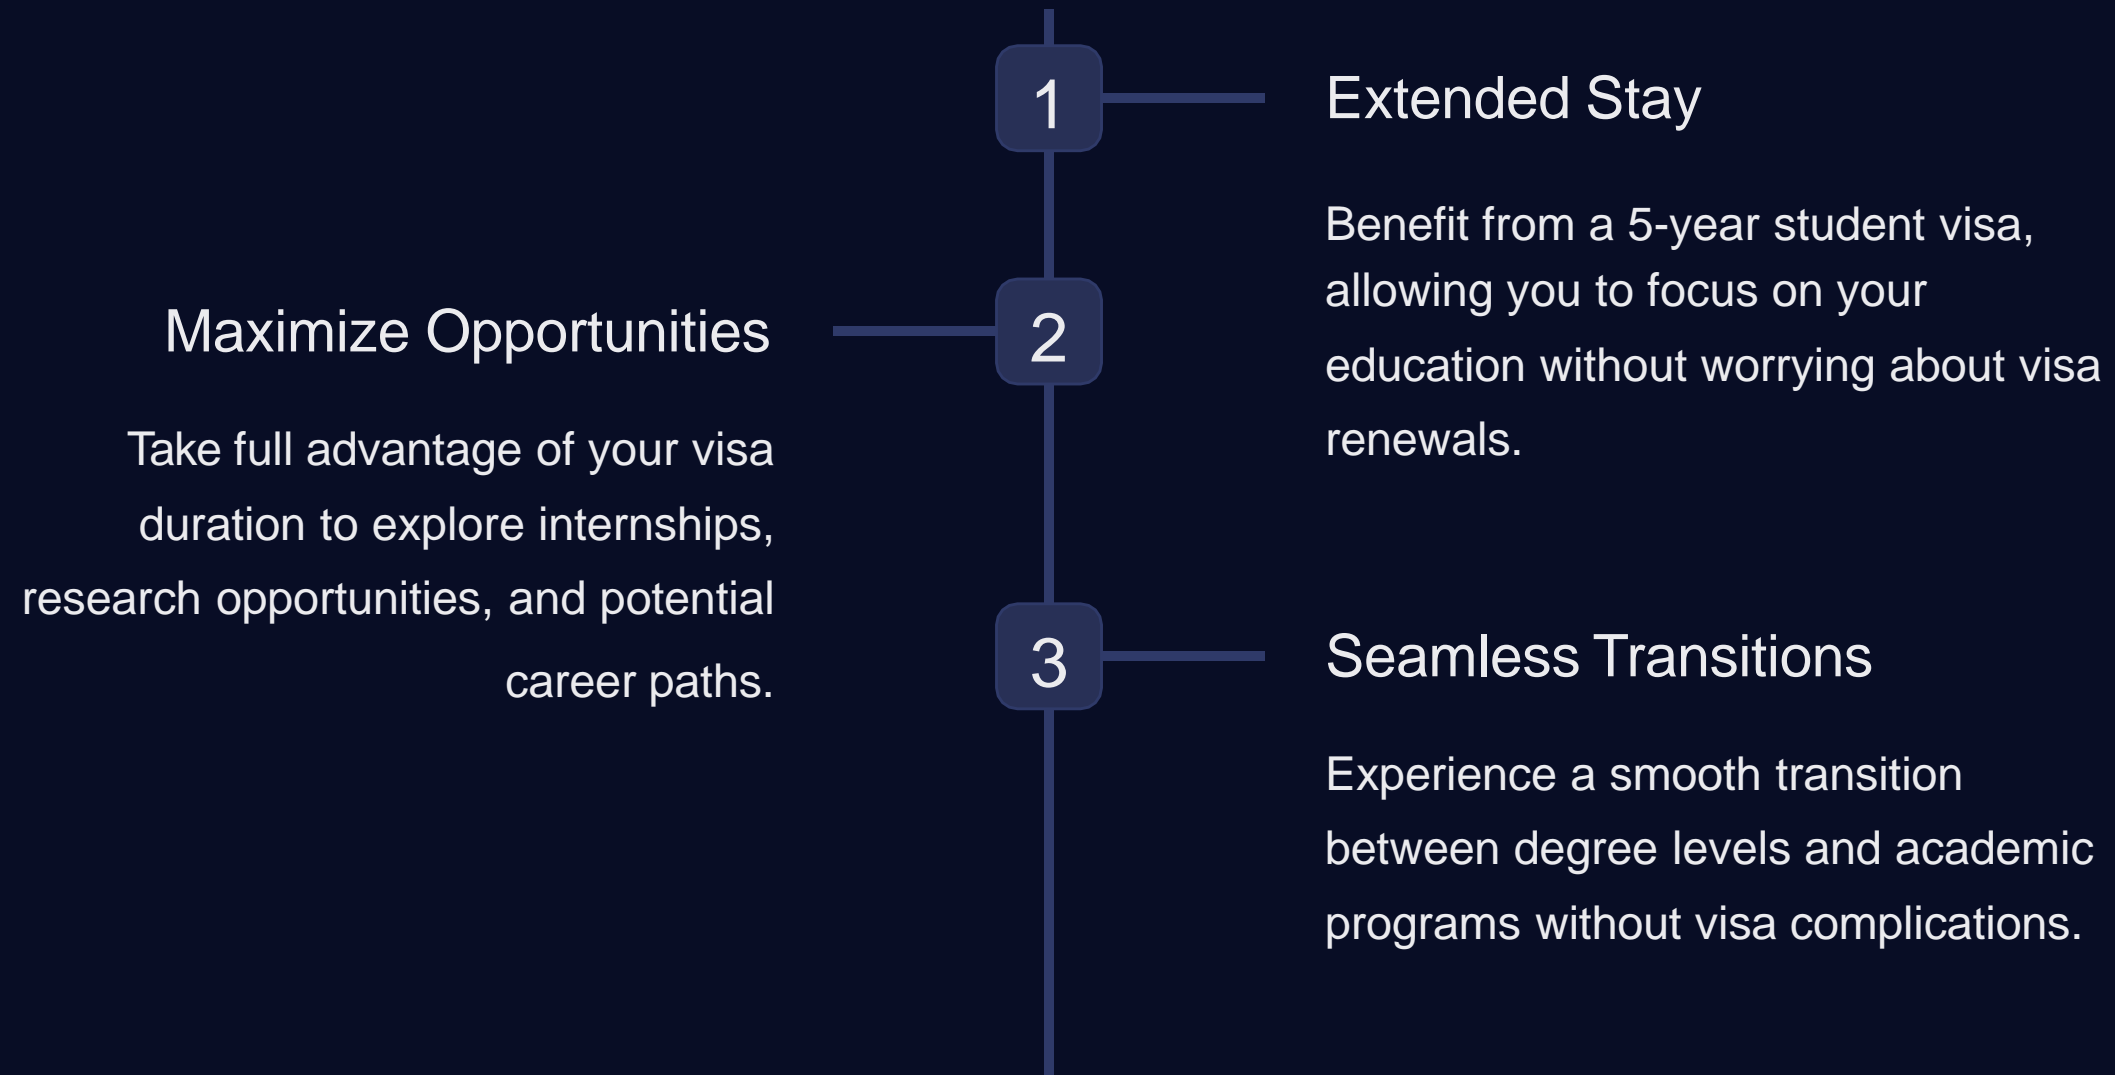 1
Extended Stay
Benefit from a 5-year student visa,
allowing you to focus on your
education without worrying about visa
renewals.
2
Maximize Opportunities
Take full advantage of your visa
duration to explore internships,
research opportunities, and potential
career paths.
3
Seamless Transitions
Experience a smooth transition
between degree levels and academic
programs without visa complications.